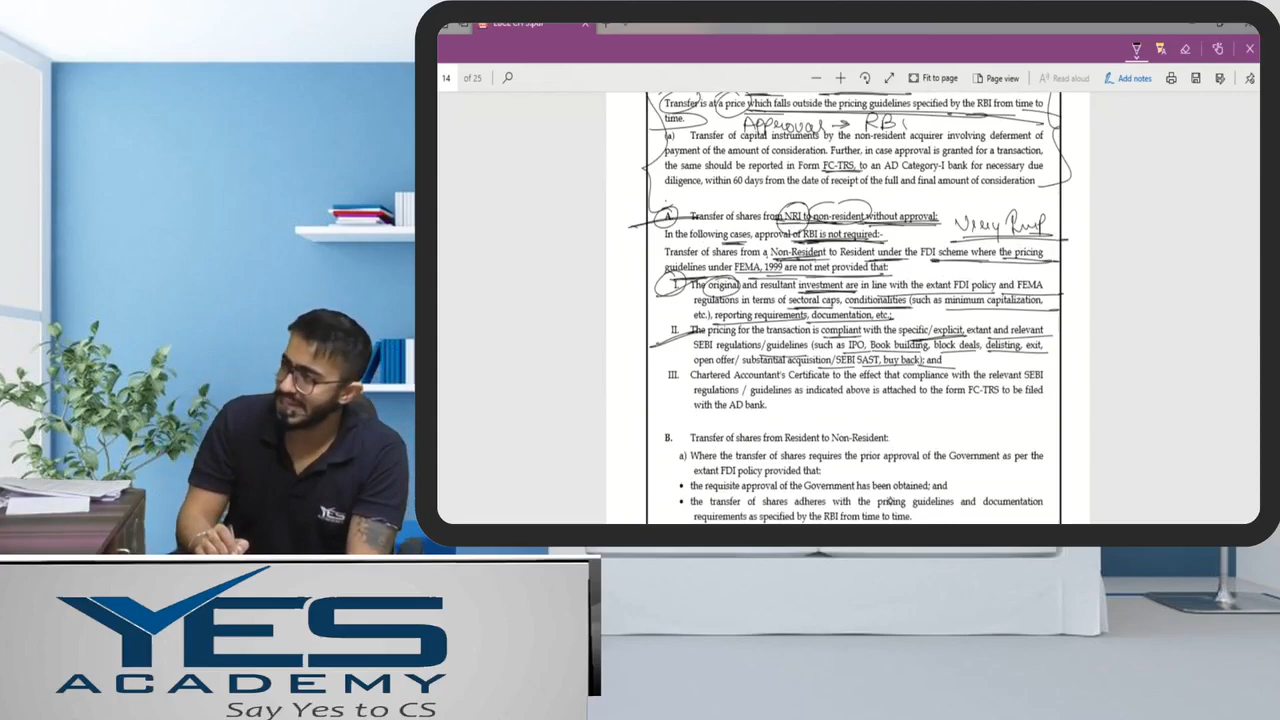 14 of 25
Fit to page
Page view
Read aloud
Add notes
Transfer is at a price which falls outside the pricing guidelines specified by the RBI from time to
time.
Approval → RBI
(a) Transfer of capital instruments by the non-resident acquirer involving deferment of
payment of the amount of consideration. Further, in case approval is granted for a transaction,
the same should be reported in Form FC-TRS, to an AD Category-I bank for necessary due
diligence, within 60 days from the date of receipt of the full and final amount of consideration
A. Transfer of shares from NRI to non-resident without approval:
Very Imp
In the following cases, approval of RBI is not required:-
Transfer of shares from a Non-Resident to Resident under the FDI scheme where the pricing
guidelines under FEMA, 1999 are not met provided that:
I. The original and resultant investment are in line with the extant FDI policy and FEMA
regulations in terms of sectoral caps, conditionalities (such as minimum capitalization,
etc.), reporting requirements, documentation, etc.;
II. The pricing for the transaction is compliant with the specific/explicit, extant and relevant
SEBI regulations/guidelines (such as IPO, Book building, block deals, delisting, exit,
open offer/ substantial acquisition/SEBI SAST, buy back); and
III. Chartered Accountant's Certificate to the effect that compliance with the relevant SEBI
regulations / guidelines as indicated above is attached to the form FC-TRS to be filed
with the AD bank.
B. Transfer of shares from Resident to Non-Resident:
a) Where the transfer of shares requires the prior approval of the Government as per the
extant FDI policy provided that:
• the requisite approval of the Government has been obtained; and
• the transfer of shares adheres with the pricing guidelines and documentation
requirements as specified by the RBI from time to time.
YES
YES
ACADEMY
Say Yes to CS